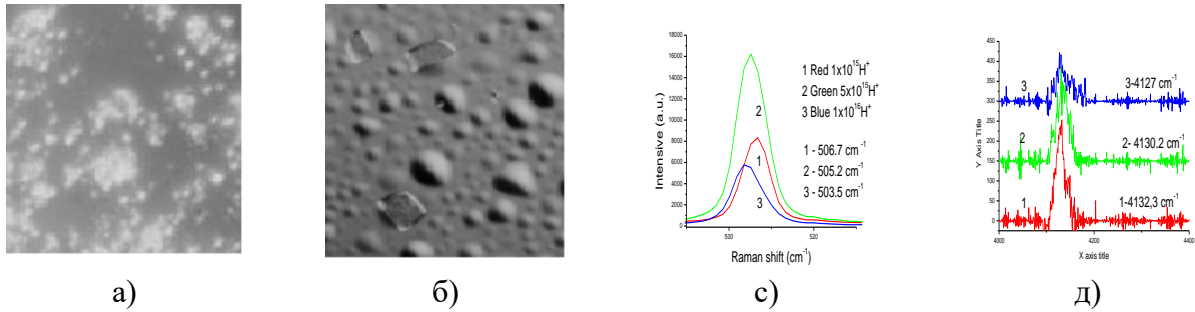 Intensive (a.u.)
18000
16000
14000
12000
10000
8000
6000
4000
2000
0
500
520
Raman shift (cm⁻¹)
1 Red 1x10¹⁵H⁺
2 Green 5x10¹⁵H⁺
3 Blue 1x10¹⁶H⁺
1 - 506.7 cm⁻¹
2 - 505.2 cm⁻¹
3 - 503.5 cm⁻¹
2
1
3
Y Axis Title
450
400
350
300
250
200
150
100
50
0
4000
4200
4400
X axis title
3
3-4127 cm⁻¹
2
2- 4130.2 cm⁻¹
1
1-4132,3 cm⁻¹
а)
б)
с)
д)